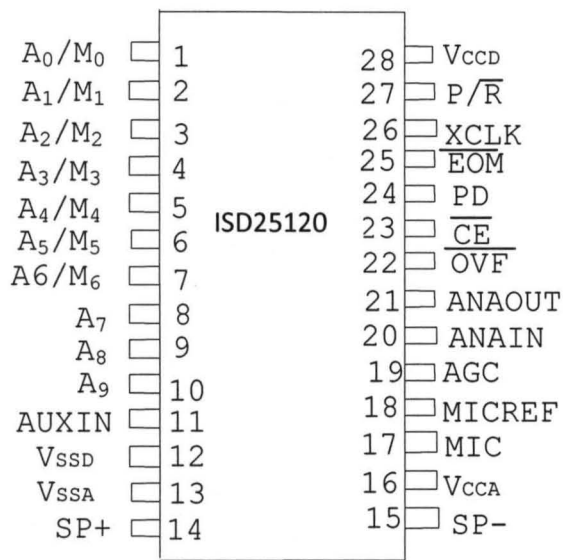 A₀/M₀ 1 28 VCCD
A₁/M₁ 2 27 P/R̅
A₂/M₂ 3 26 XCLK
A₃/M₃ 4 25 E̅O̅M̅
A₄/M₄ 5 24 PD
A₅/M₅ 6 ISD25120 23 C̅E̅
A6/M₆ 7 22 O̅V̅F̅
A₇ 8 21 ANAOUT
A₈ 9 20 ANAIN
A₉ 10 19 AGC
AUXIN 11 18 MICREF
VSSD 12 17 MIC
VSSA 13 16 VCCA
SP+ 14 15 SP-